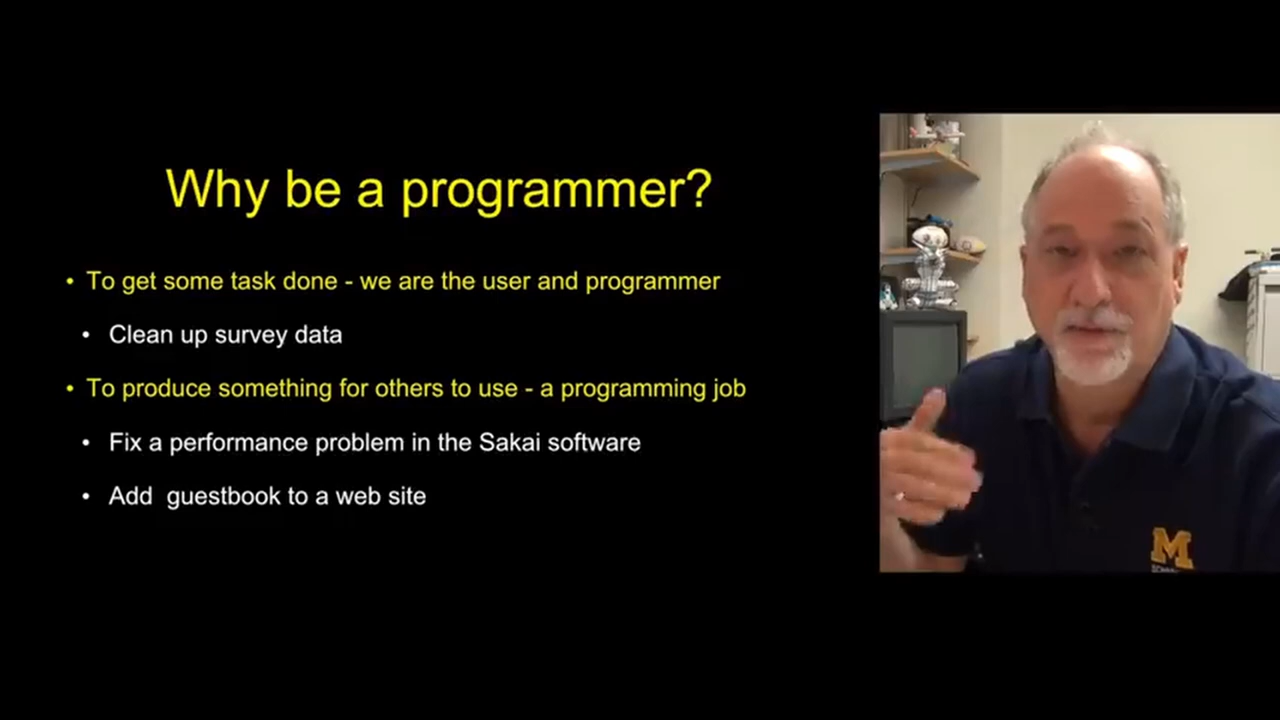 Why be a programmer?
• To get some task done - we are the user and programmer
• Clean up survey data
• To produce something for others to use - a programming job
• Fix a performance problem in the Sakai software
• Add  guestbook to a web site
M